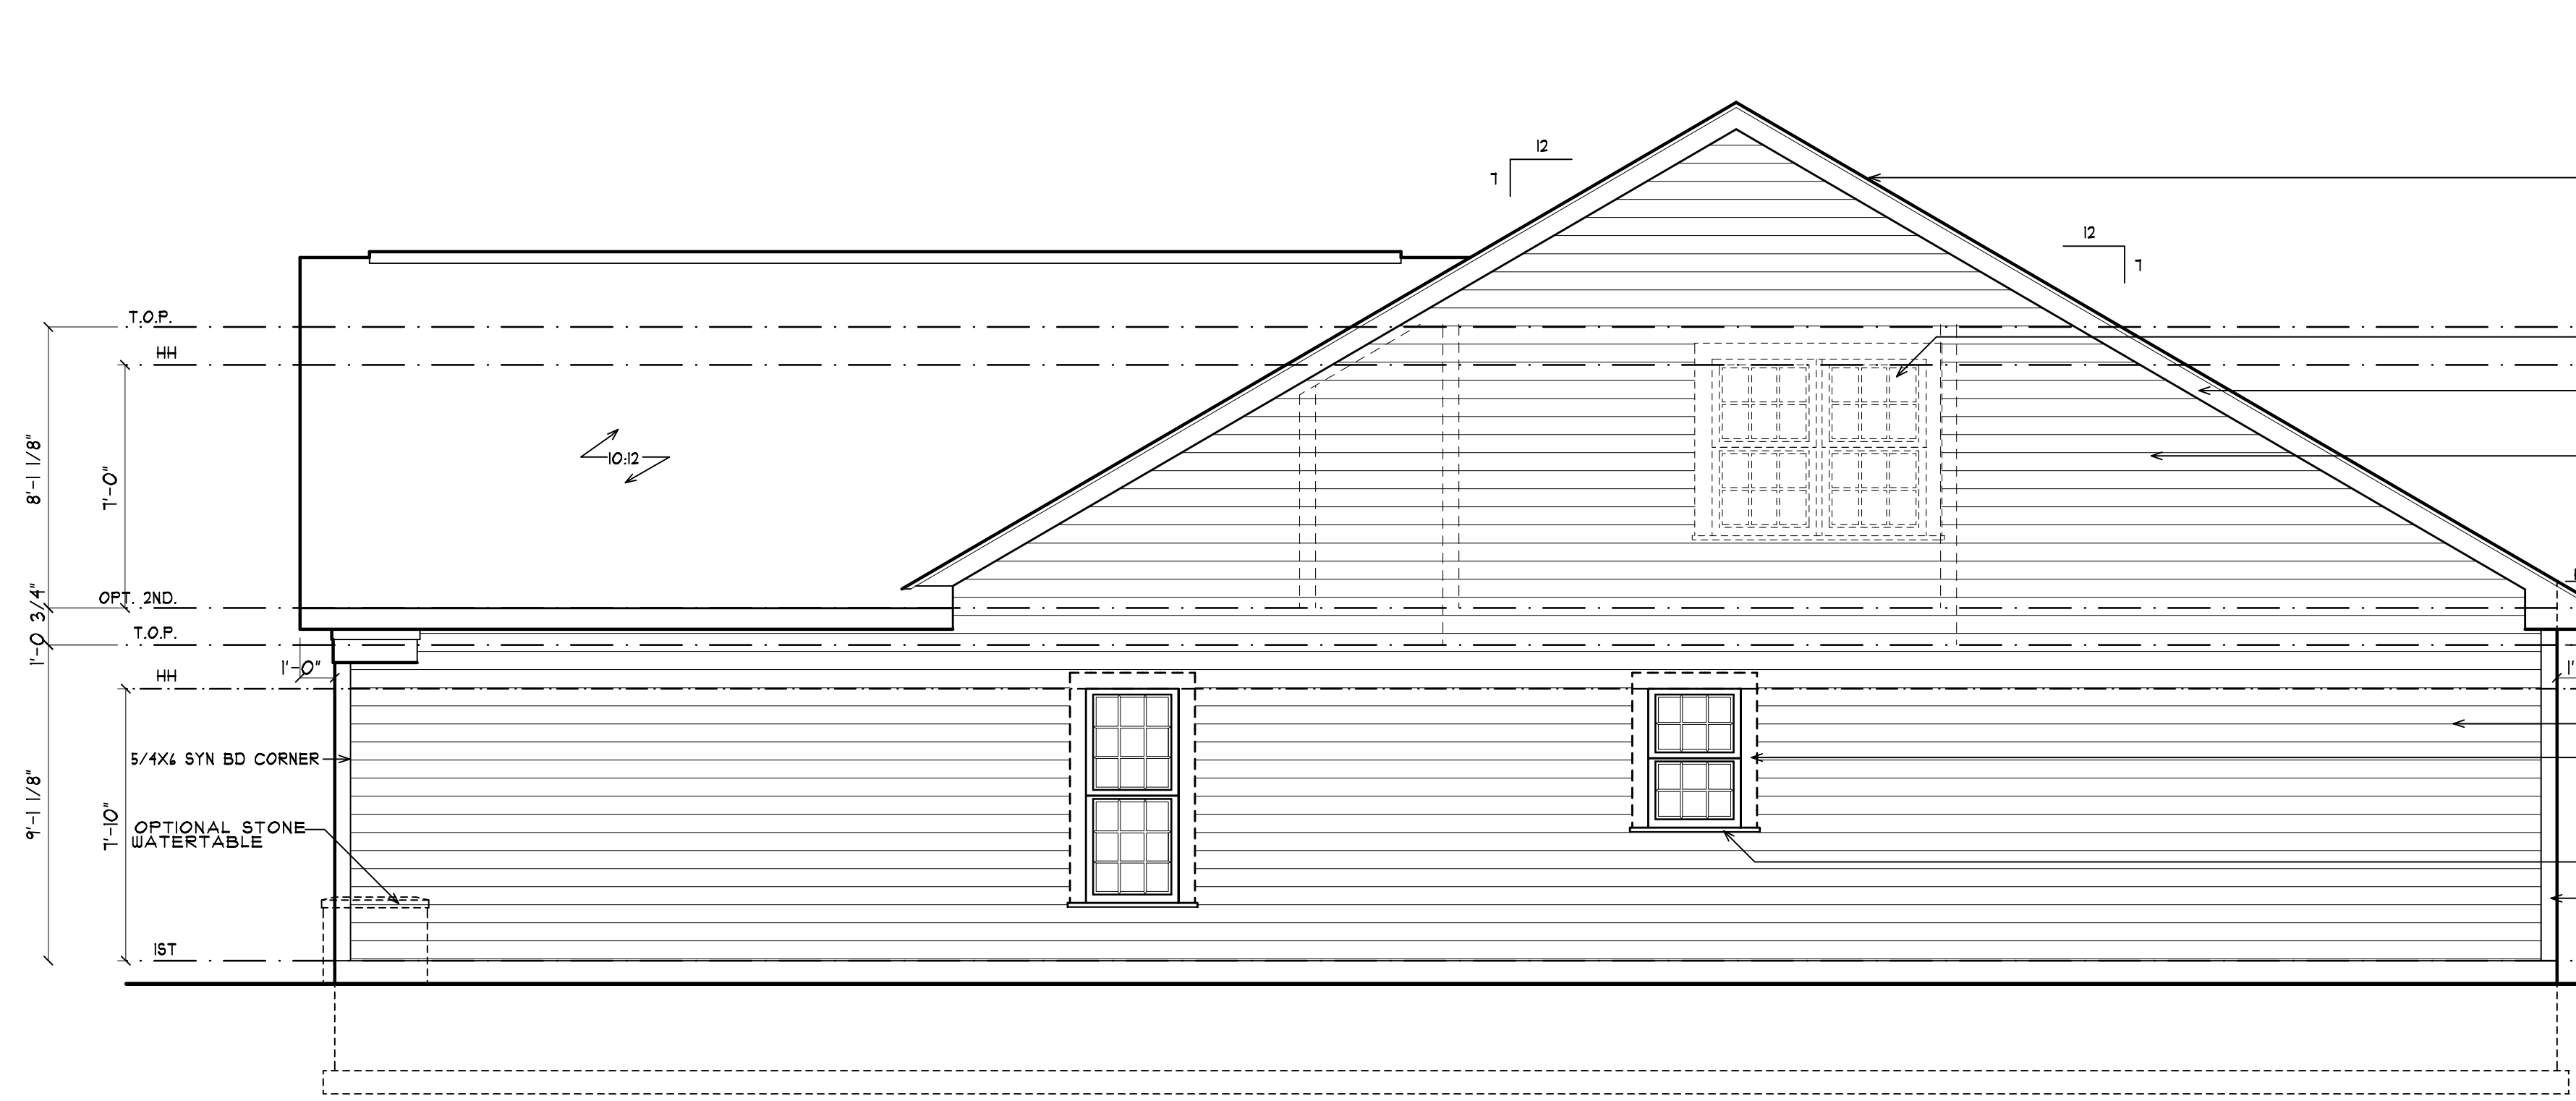 12
7
12
7
T.O.P.
HH
8'-1 1/8"
7'-0"
10:12
OPT. 2ND.
1'-0 3/4"
T.O.P.
1'-0"
HH
1'
5/4X6 SYN BD CORNER
9'-1 1/8"
7'-10"
OPTIONAL STONE
WATERTABLE
1ST